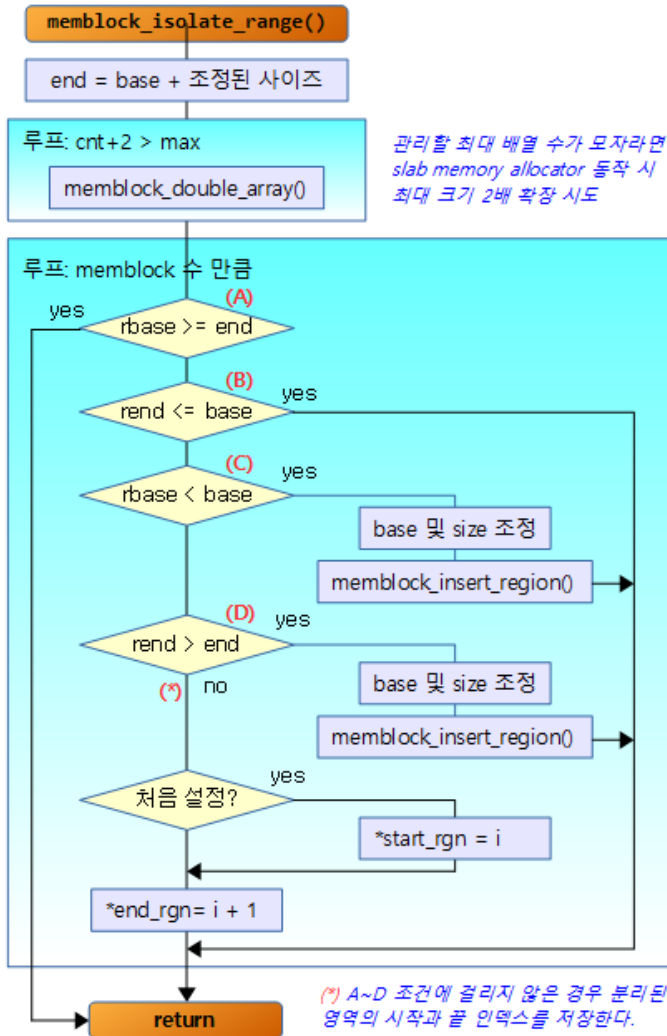 memblock_isolate_range()
end = base + 조정된 사이즈
루프: cnt+2 > max
memblock_double_array()
관리할 최대 배열 수가 모자라면
slab memory allocator 동작 시
최대 크기 2배 확장 시도
루프: memblock 수 만큼
(A)
yes
rbase >= end
(B)
yes
rend <= base
(C)
yes
rbase < base
base 및 size 조정
memblock_insert_region()
(D)
yes
rend > end
base 및 size 조정
(*)
no
memblock_insert_region()
yes
처음 설정?
*start_rgn = i
*end_rgn= i + 1
(*) A~D 조건에 걸리지 않은 경우 분리된
영역의 시작과 끝 인덱스를 저장하다.
return